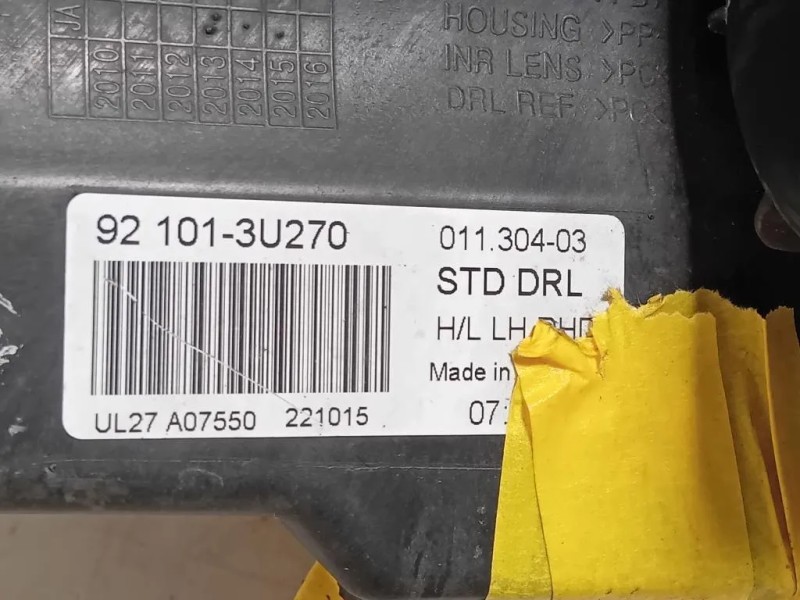 JA
2010
2011
2012
2013
2014
2015
2016
HOUSING >PP
INR LENS >PC
DRL REF. >PC
92 101-3U270
011.304-03
STD DRL
H/L LH RHD
Made in
UL27 A07550 221015
07.